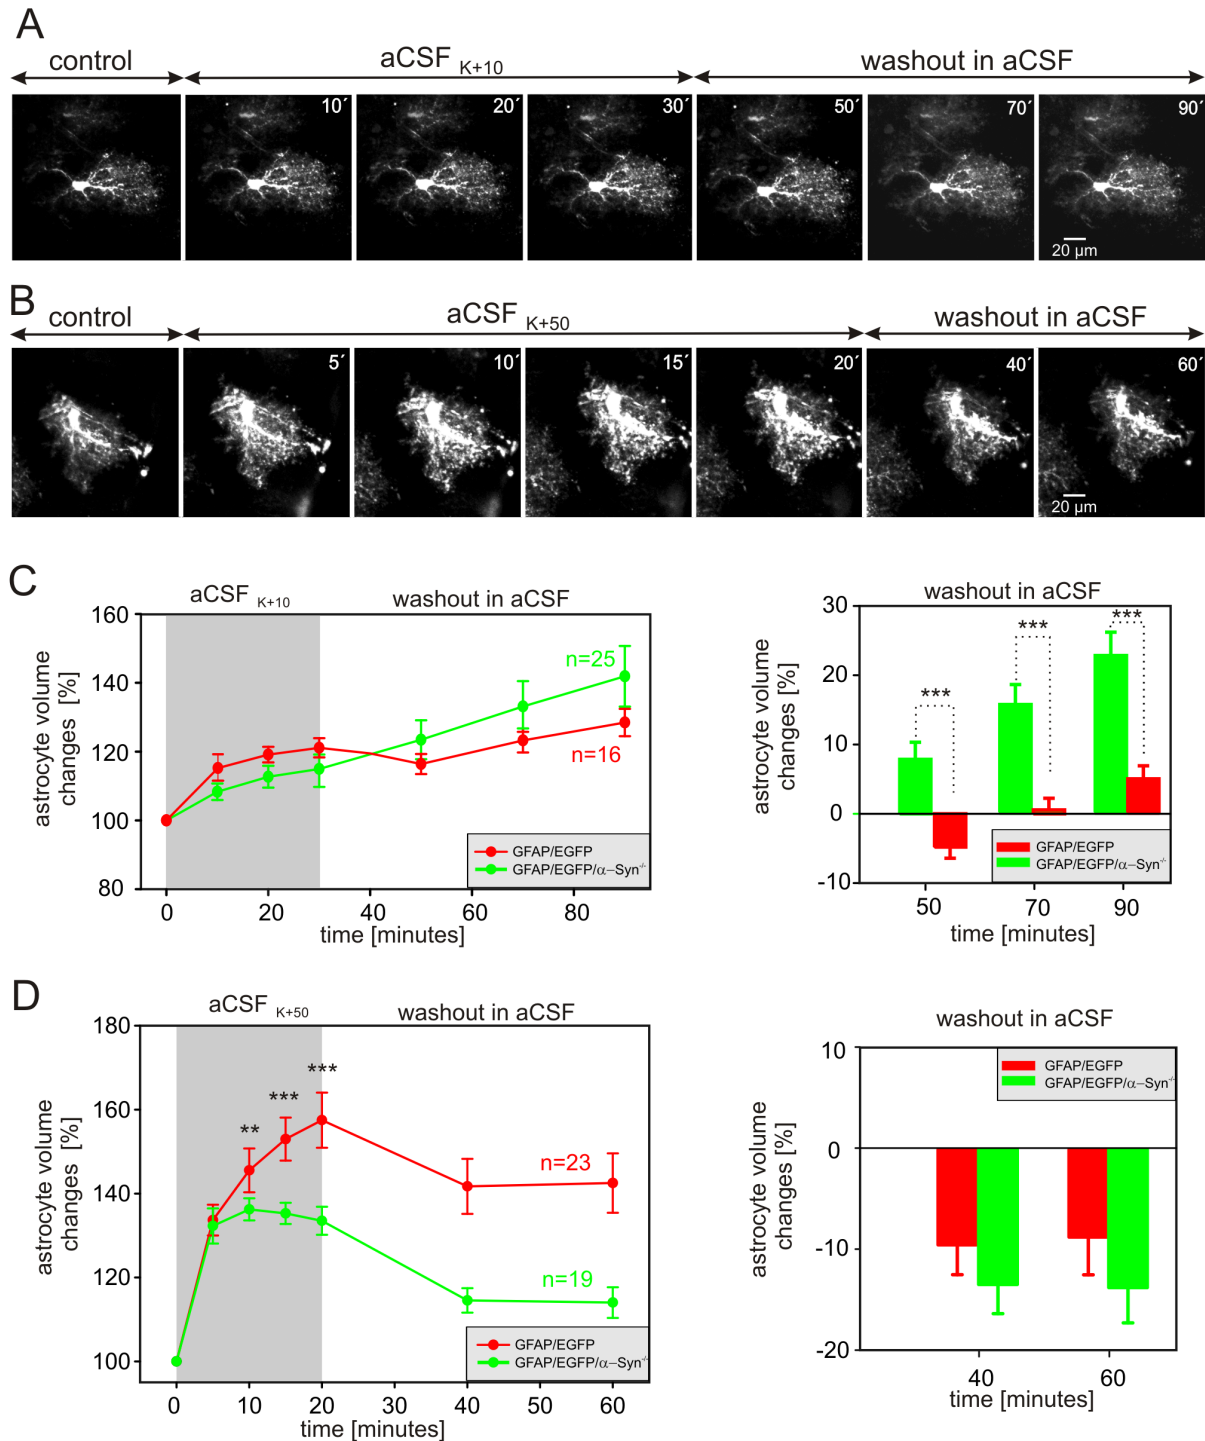 A
control aCSF K+10 washout in aCSF
10´ 20´ 30´ 50´ 70´ 90´
20 µm
B
control aCSF K+50 washout in aCSF
5´ 10´ 15´ 20´ 40´ 60´
20 µm
C
aCSF K+10 washout in aCSF
astrocyte volume
changes [%]
160
140
120
100
80
n=25
n=16
GFAP/EGFP
GFAP/EGFP/α–Syn-/-
0 20 40 60 80
time [minutes]
washout in aCSF
astrocyte volume
changes [%]
30
20
10
0
-10
*** *** ***
GFAP/EGFP
GFAP/EGFP/α–Syn-/-
50 70 90
time [minutes]
D
aCSF K+50 washout in aCSF
astrocyte volume
changes [%]
180
160
140
120
100
** *** ***
n=23
n=19
GFAP/EGFP
GFAP/EGFP/α–Syn-/-
0 10 20 30 40 50 60
time [minutes]
washout in aCSF
astrocyte volume
changes [%]
10
0
-10
-20
GFAP/EGFP
GFAP/EGFP/α–Syn-/-
40 60
time [minutes]